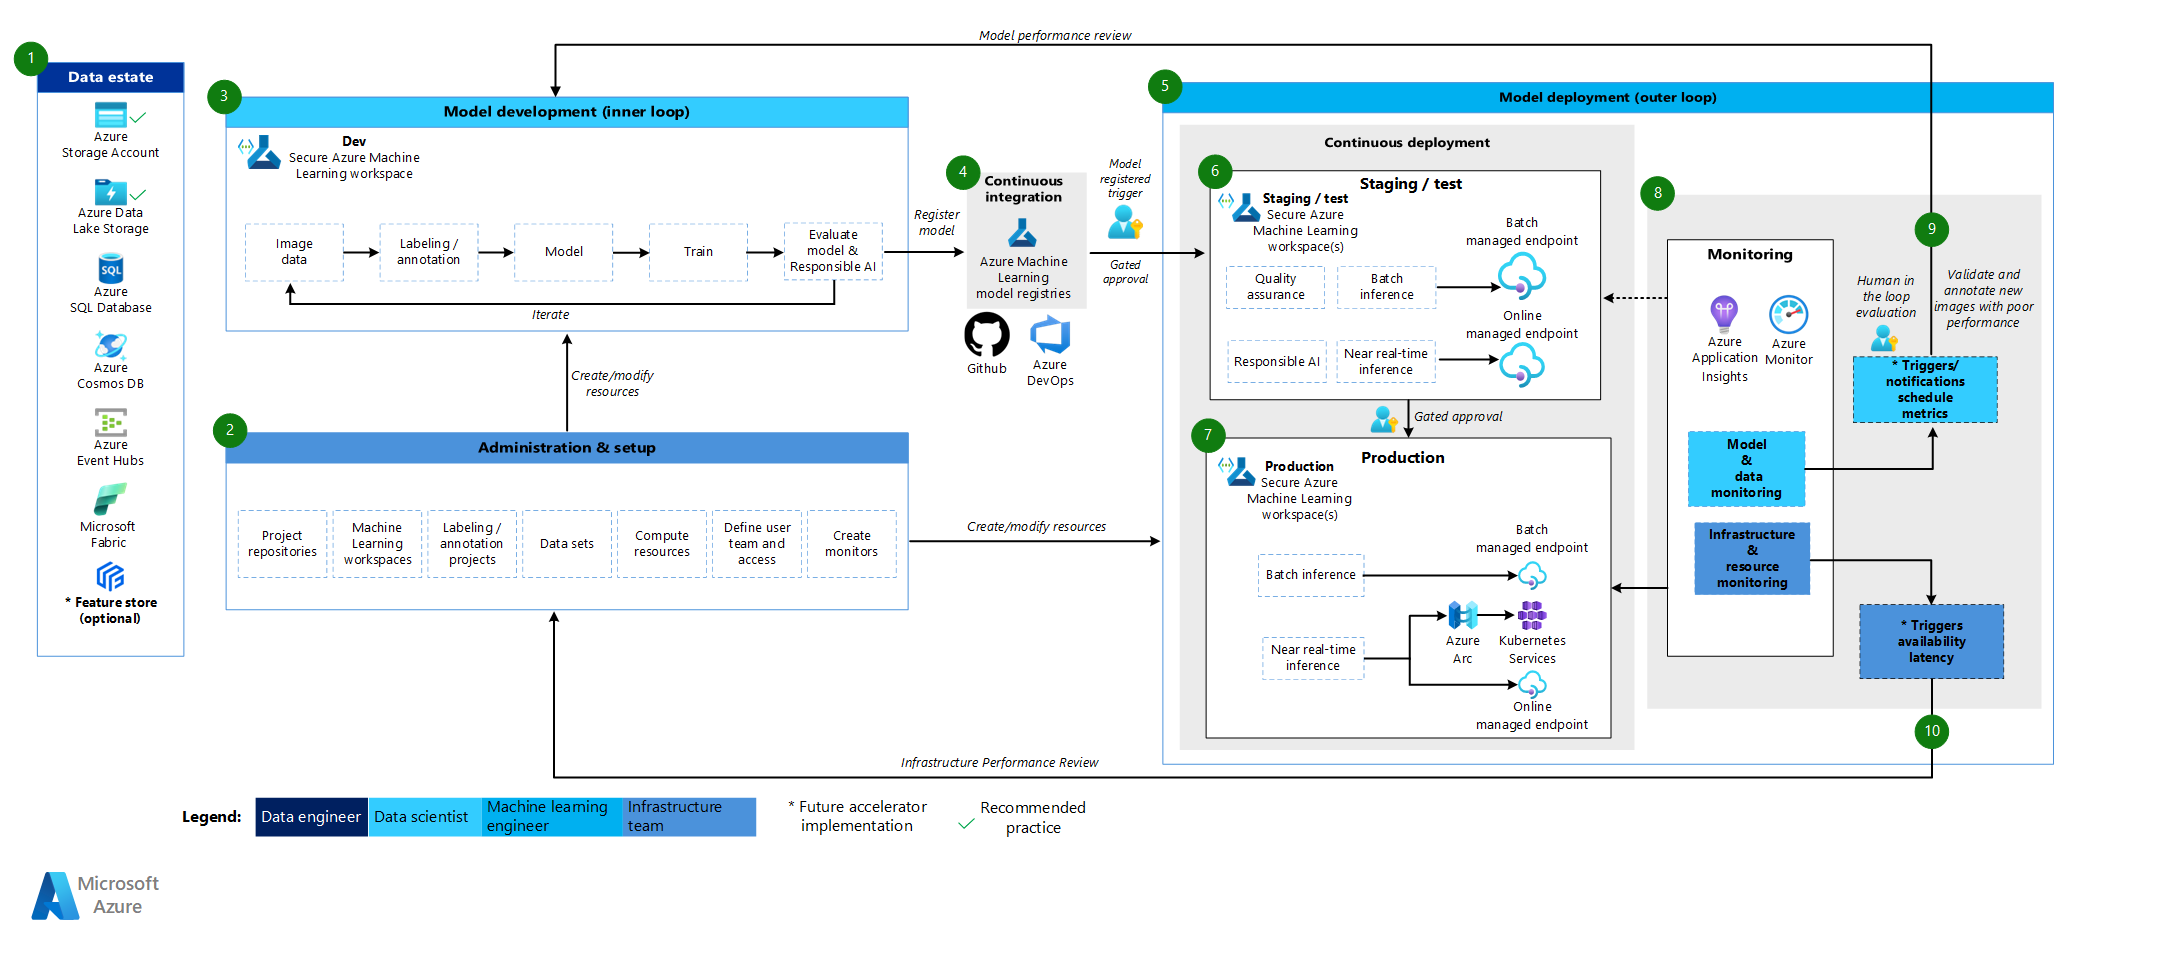 Model performance review
1
Data estate
Azure
Storage Account
Azure Data
Lake Storage
Azure
SQL Database
SQL
Azure
Cosmos DB
Azure
Event Hubs
Microsoft
Fabric
* Feature store
(optional)
3
Model development (inner loop)
Dev
Secure Azure Machine
Learning workspace
Image
data
Labeling /
annotation
Model
Train
Evaluate
model &
Responsible AI
Iterate
Create/modify
resources
2
Administration & setup
Project
repositories
Machine
Learning
workspaces
Labeling /
annotation
projects
Data sets
Compute
resources
Define user
team and
access
Create
monitors
Register
model
4
Continuous
integration
Azure Machine
Learning
model registries
Github
Azure
DevOps
Model
registered
trigger
Gated
approval
Create/modify resources
5
Model deployment (outer loop)
Continuous deployment
6
Staging / test
Staging / test
Secure Azure
Machine Learning
workspace(s)
Batch
managed endpoint
Quality
assurance
Batch
inference
Online
managed endpoint
Responsible AI
Near real-time
inference
Gated approval
7
Production
Production
Secure Azure
Machine Learning
workspace(s)
Batch
managed endpoint
Batch inference
Azure
Arc
Kubernetes
Services
Near real-time
inference
Online
managed endpoint
8
Monitoring
Azure
Application
Insights
Azure
Monitor
Model
&
data
monitoring
Infrastructure
&
resource
monitoring
9
Human in
the loop
evaluation
Validate and
annotate new
images with poor
performance
* Triggers/
notifications
schedule
metrics
* Triggers
availability
latency
10
Infrastructure Performance Review
Legend:
Data engineer
Data scientist
Machine learning
engineer
Infrastructure
team
* Future accelerator
implementation
Recommended
practice
Microsoft
Azure